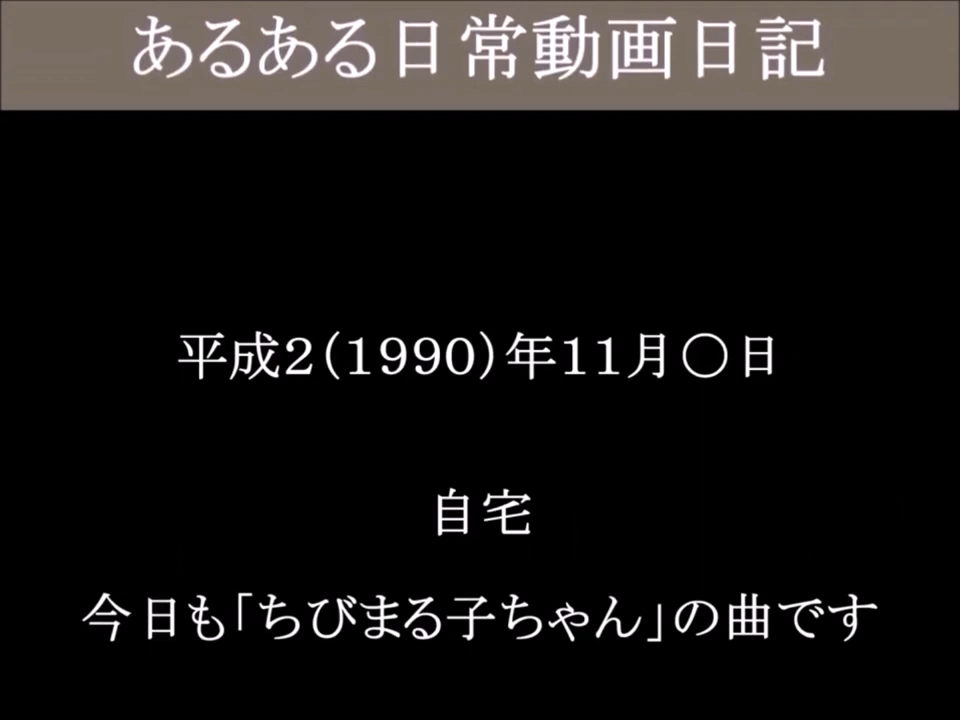 あるある日常動画日記
平成２（１９９０）年１１月〇日
自宅
今日も「ちびまる子ちゃん」の曲です